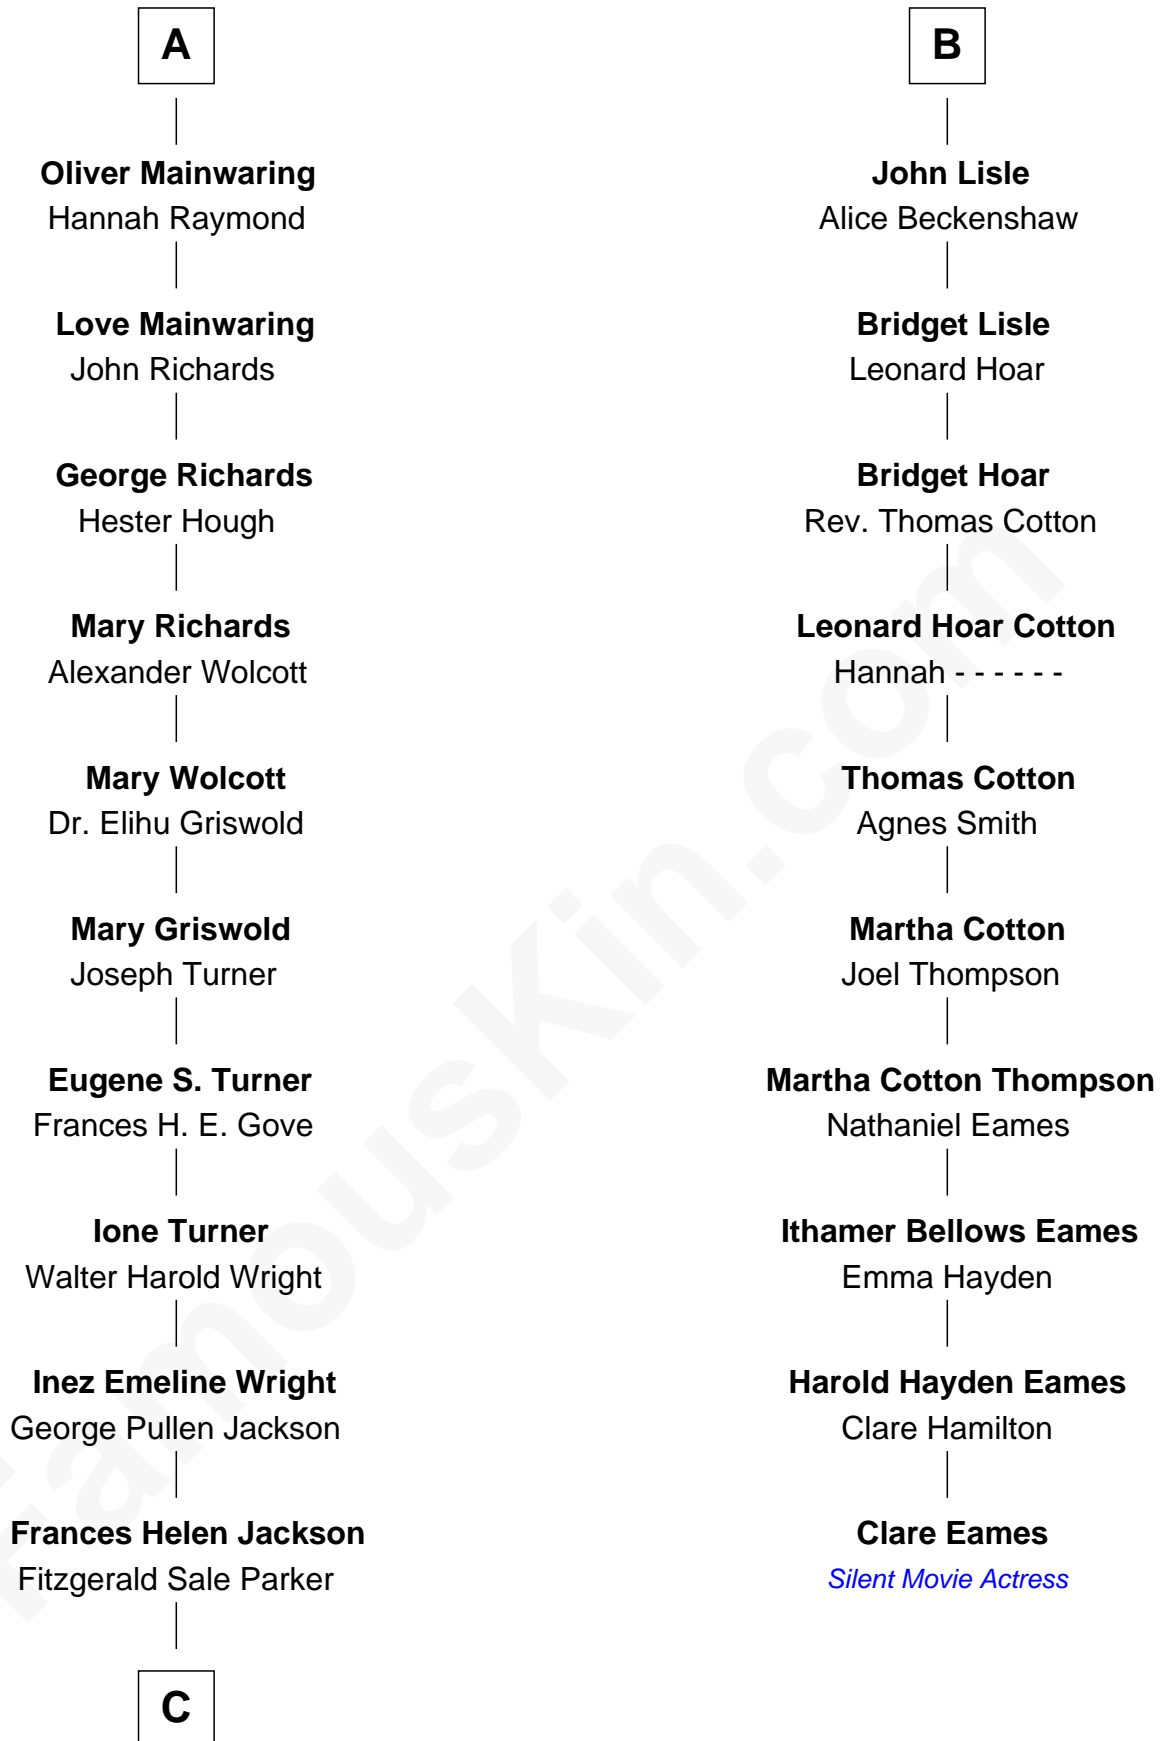 A
Oliver Mainwaring
Hannah Raymond
Love Mainwaring
John Richards
George Richards
Hester Hough
Mary Richards
Alexander Wolcott
Mary Wolcott
Dr. Elihu Griswold
Mary Griswold
Joseph Turner
Eugene S. Turner
Frances H. E. Gove
Ione Turner
Walter Harold Wright
Inez Emeline Wright
George Pullen Jackson
Frances Helen Jackson
Fitzgerald Sale Parker
C
B
John Lisle
Alice Beckenshaw
Bridget Lisle
Leonard Hoar
Bridget Hoar
Rev. Thomas Cotton
Leonard Hoar Cotton
Hannah - - - - - -
Thomas Cotton
Agnes Smith
Martha Cotton
Joel Thompson
Martha Cotton Thompson
Nathaniel Eames
Ithamer Bellows Eames
Emma Hayden
Harold Hayden Eames
Clare Hamilton
Clare Eames
Silent Movie Actress
FamousKin.com